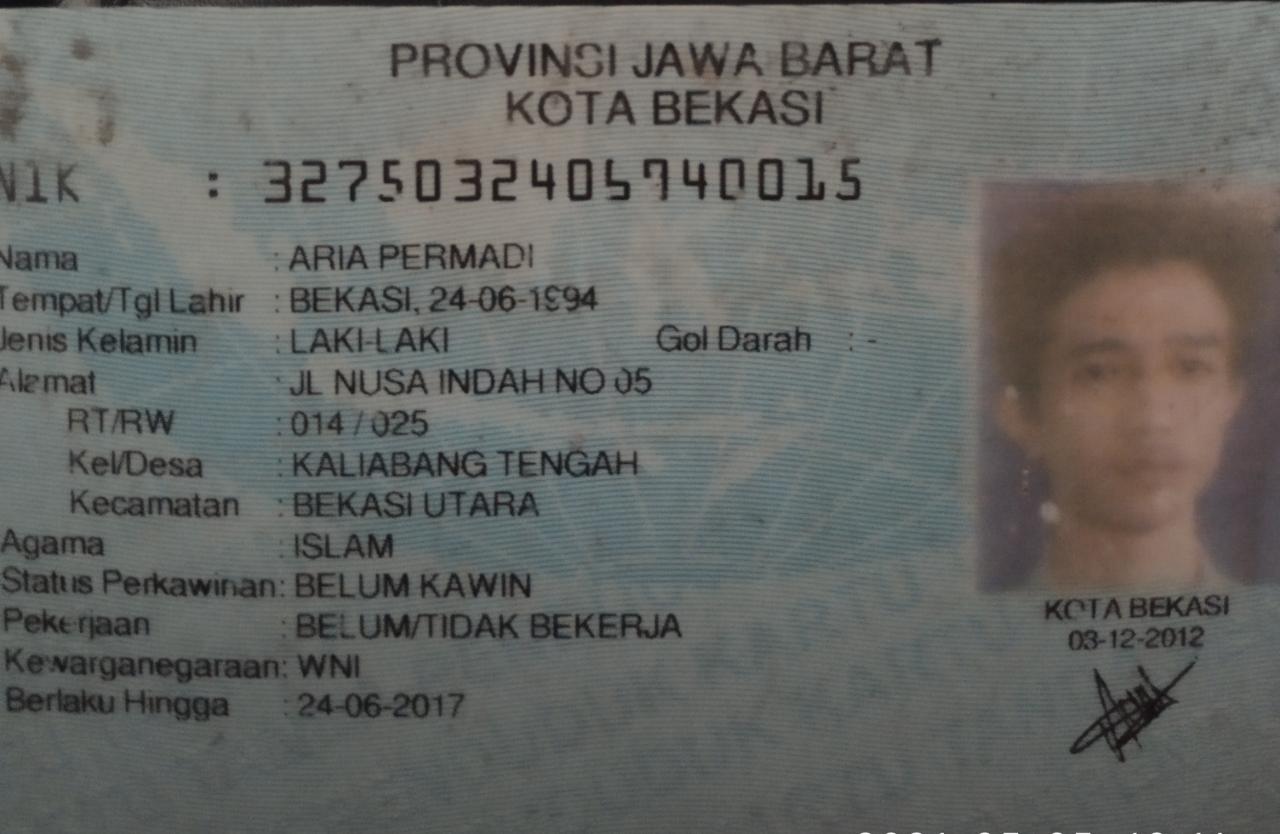 PROVINSI JAWA BARAT
KOTA BEKASI
NIK : 3275032405940015
Nama : ARIA PERMADI
Tempat/Tgl Lahir : BEKASI, 24-06-1994
Jenis Kelamin : LAKI-LAKI Gol Darah : -
Alamat : JL NUSA INDAH NO 05
RT/RW : 014 / 025
Kel/Desa : KALIABANG TENGAH
Kecamatan : BEKASI UTARA
Agama : ISLAM
Status Perkawinan: BELUM KAWIN
Pekerjaan : BELUM/TIDAK BEKERJA
Kewarganegaraan: WNI
Berlaku Hingga : 24-06-2017
KOTA BEKASI
03-12-2012